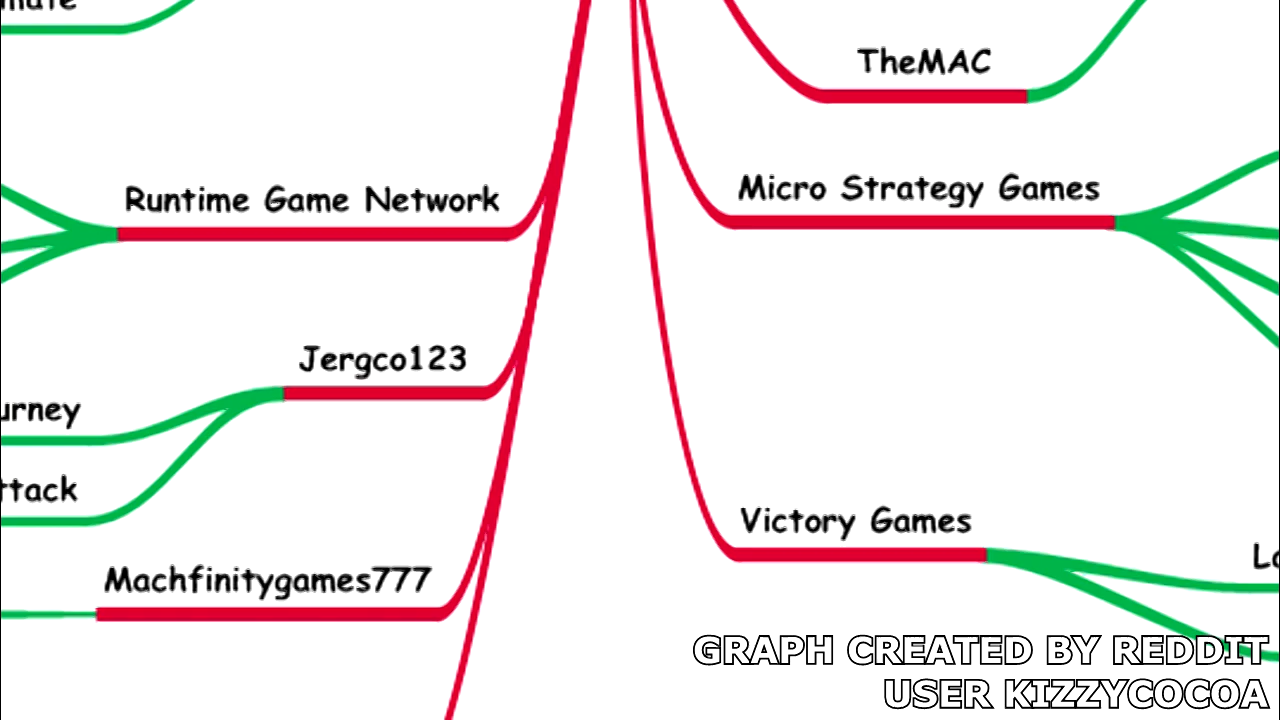 TheMAC
Runtime Game Network
Micro Strategy Games
Jergco123
Victory Games
Machfinitygames777
GRAPH CREATED BY REDDIT
USER KIZZYCOCOA